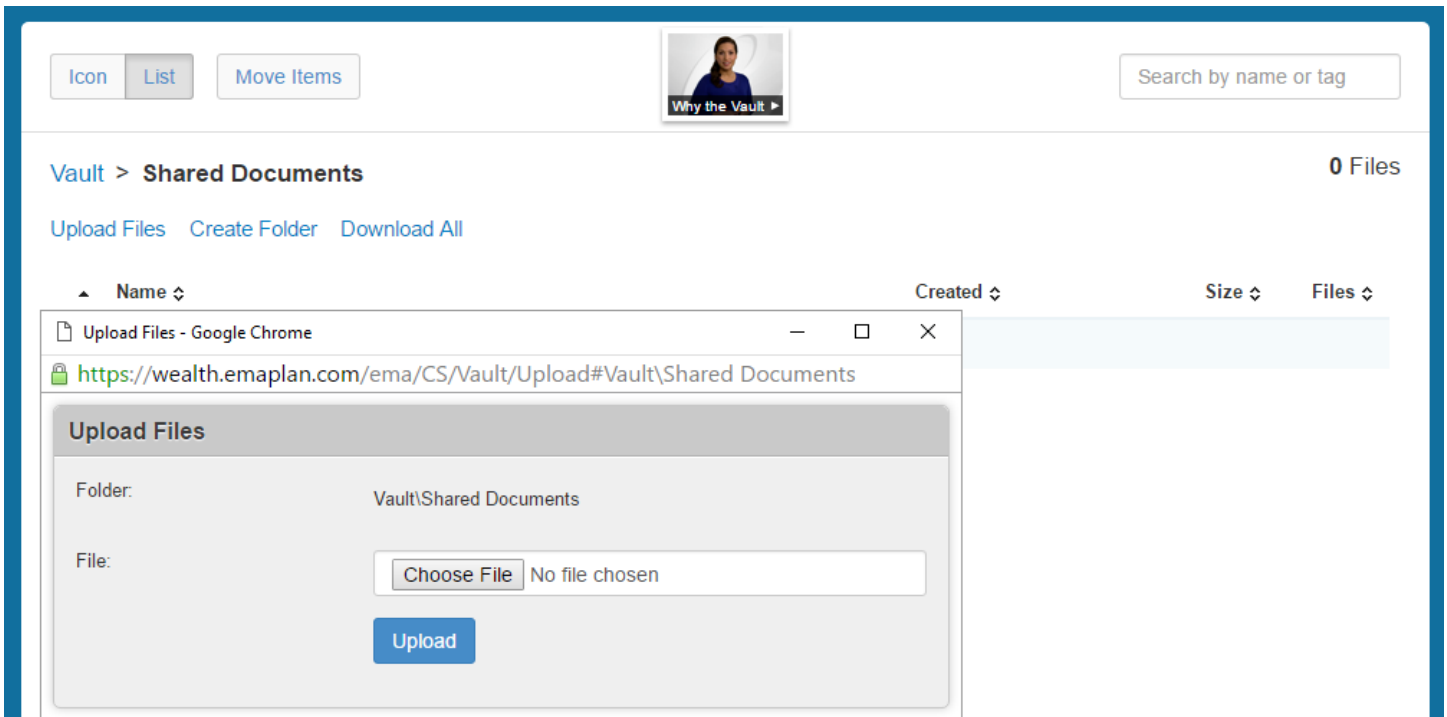 Icon List Move Items Search by name or tag
Why the Vault
Vault > Shared Documents 0 Files
Upload Files Create Folder Download All
Name Created Size Files
Upload Files - Google Chrome
https://wealth.emaplan.com/ema/CS/Vault/Upload#Vault\Shared Documents
Upload Files
Folder: Vault\Shared Documents
File: Choose File No file chosen
Upload